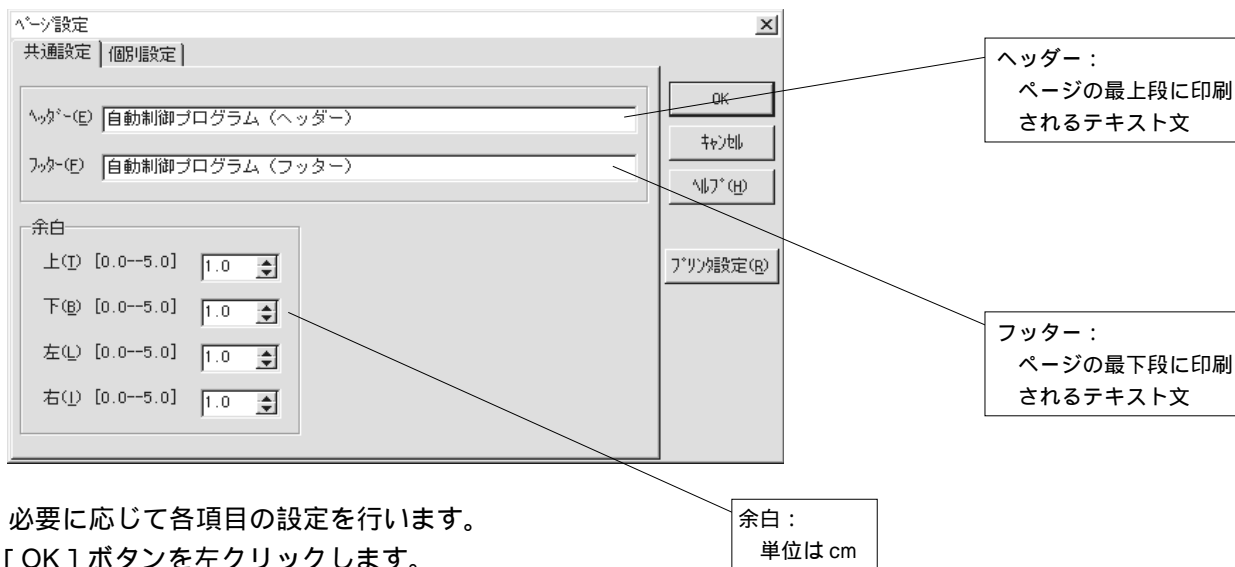 ﾍﾟｰｼﾞ設定
共通設定 個別設定
ﾍｯﾀﾞｰ(E) 自動制御プログラム（ヘッダー）
ﾌｯﾀｰ(F) 自動制御プログラム（フッター）
余白
上(T) [0.0--5.0] 1.0
下(B) [0.0--5.0] 1.0
左(L) [0.0--5.0] 1.0
右(I) [0.0--5.0] 1.0
OK
ｷｬﾝｾﾙ
ﾍﾙﾌﾟ(H)
ﾌﾟﾘﾝﾀ設定(R)
ヘッダー：
ページの最上段に印刷
されるテキスト文
フッター：
ページの最下段に印刷
されるテキスト文
余白：
単位は cm
必要に応じて各項目の設定を行います。
［OK］ボタンを左クリックします。